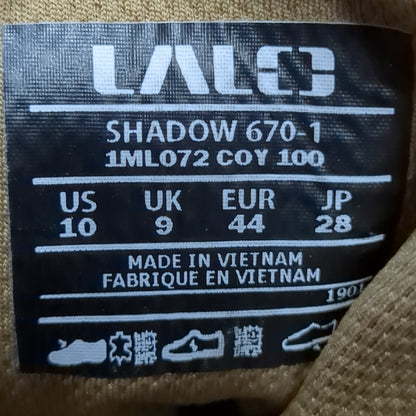 LALO
SHADOW 670-1
1ML072 COY 100
US UK EUR JP
10 9 44 28
MADE IN VIETNAM
FABRIQUE EN VIETNAM
1901